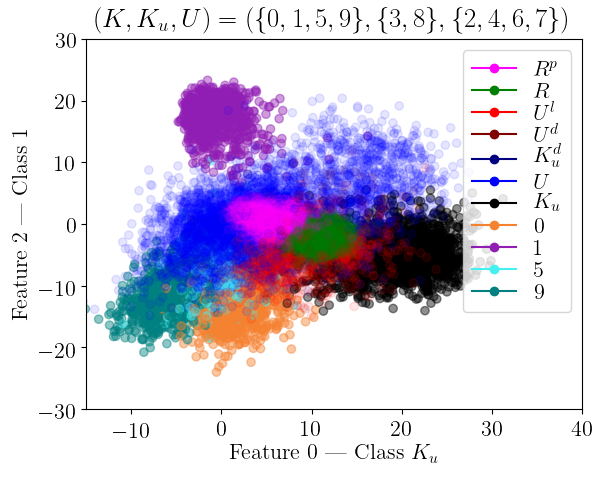 (K, K_u, U) = ({0, 1, 5, 9}, {3, 8}, {2, 4, 6, 7})
30
20
10
0
−10
−20
−30
Feature 2 — Class 1
R^p
R
U^l
U^d
K_u^d
U
K_u
0
1
5
9
−10
0
10
20
30
40
Feature 0 — Class K_u